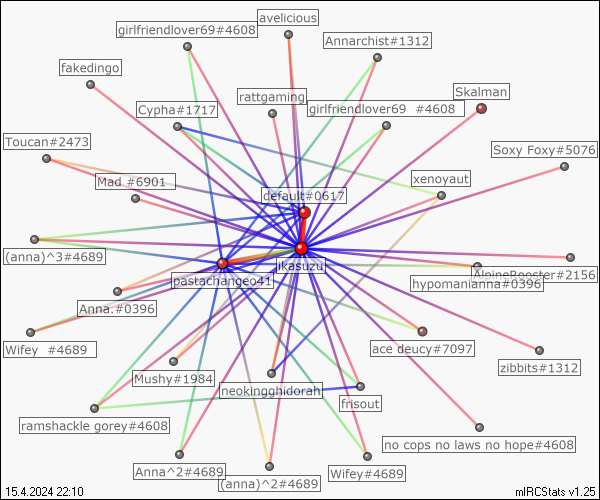 avelicious
girlfriendlover69#4608
Annarchist#1312
fakedingo
Skalman
rattgaming
Cypha#1717
girlfriendlover69  #4608
Toucan#2473
Soxy Foxy#5076
xenoyaut
Mad_#6901
default#0617
(anna)^3#4689
ikasuzu
AlpineRooster#2156
pastachangeo41
hypomanianna#0396
Anna:#0396
Wifey  #4689
ace deucy#7097
zibbits#1312
Mushy#1984
neokingghidorah
frisout
ramshackle gorey#4608
no cops no laws no hope#4608
Anna^2#4689
Wifey#4689
(anna)^2#4689
15.4.2024 22:10
mIRCStats v1.25